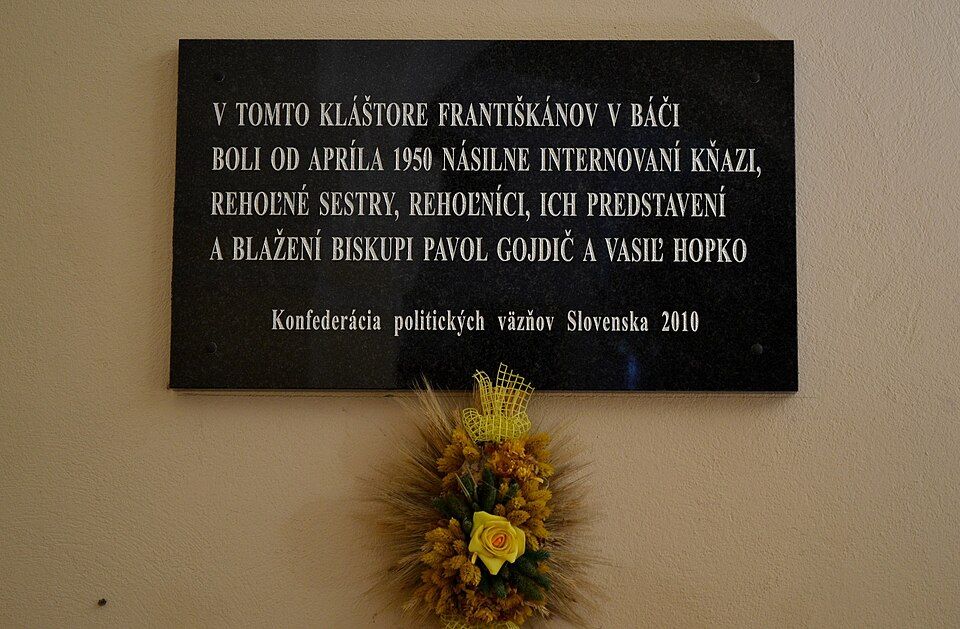 V TOMTO KLÁŠTORE FRANTIŠKÁNOV V BÁČI
BOLI OD APRÍLA 1950 NÁSILNE INTERNOVANÍ KŇAZI,
REHOĽNÉ SESTRY, REHOĽNÍCI, ICH PREDSTAVENÍ
A BLAŽENÍ BISKUPI PAVOL GOJDIČ A VASIĽ HOPKO
Konfederácia politických väzňov Slovenska 2010